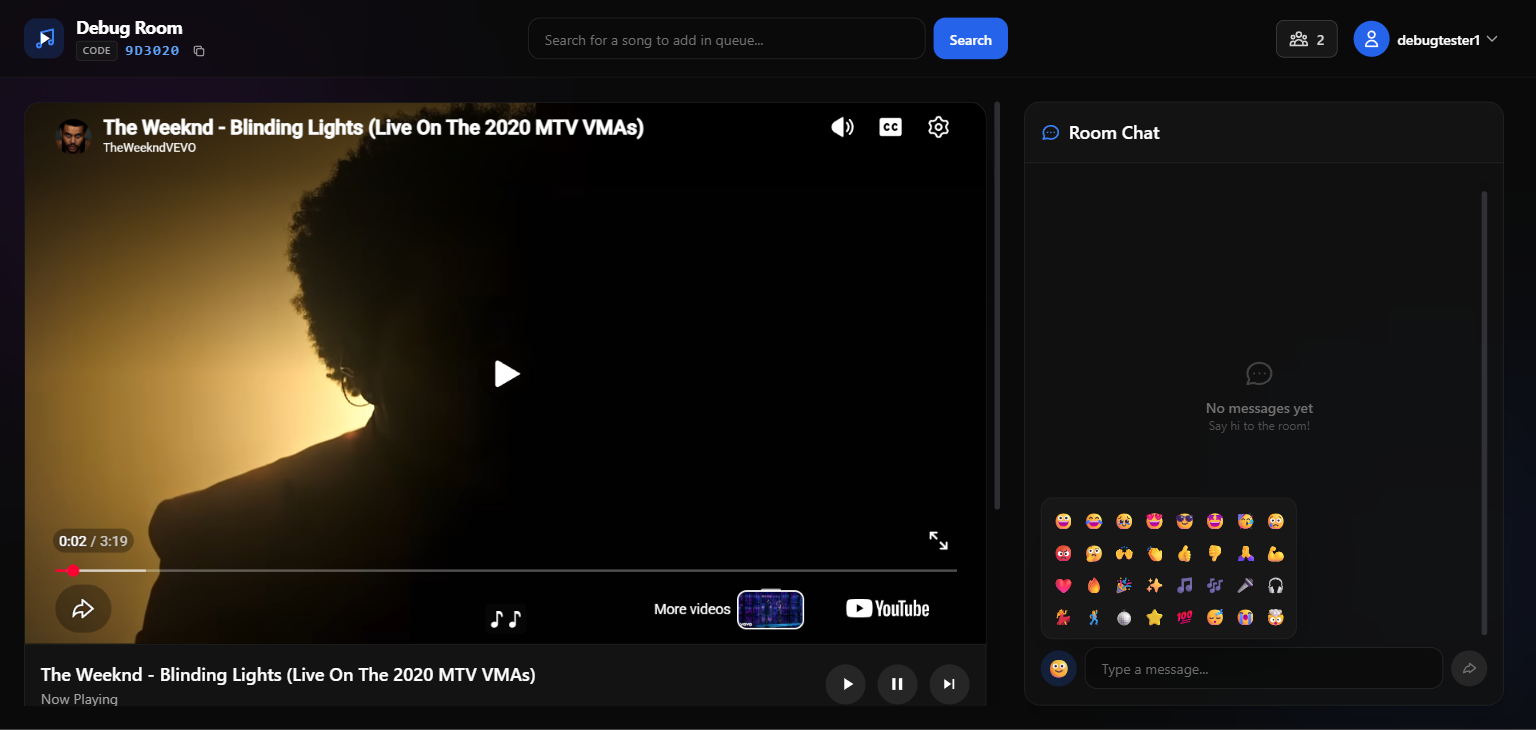 Debug Room
CODE 9D3020
Search for a song to add in queue...
Search
2
debugtester1
The Weeknd - Blinding Lights (Live On The 2020 MTV VMAs)
TheWeekndVEVO
CC
0:02 / 3:19
More videos
YouTube
The Weeknd - Blinding Lights (Live On The 2020 MTV VMAs)
Now Playing
Room Chat
No messages yet
Say hi to the room!
100
Type a message...